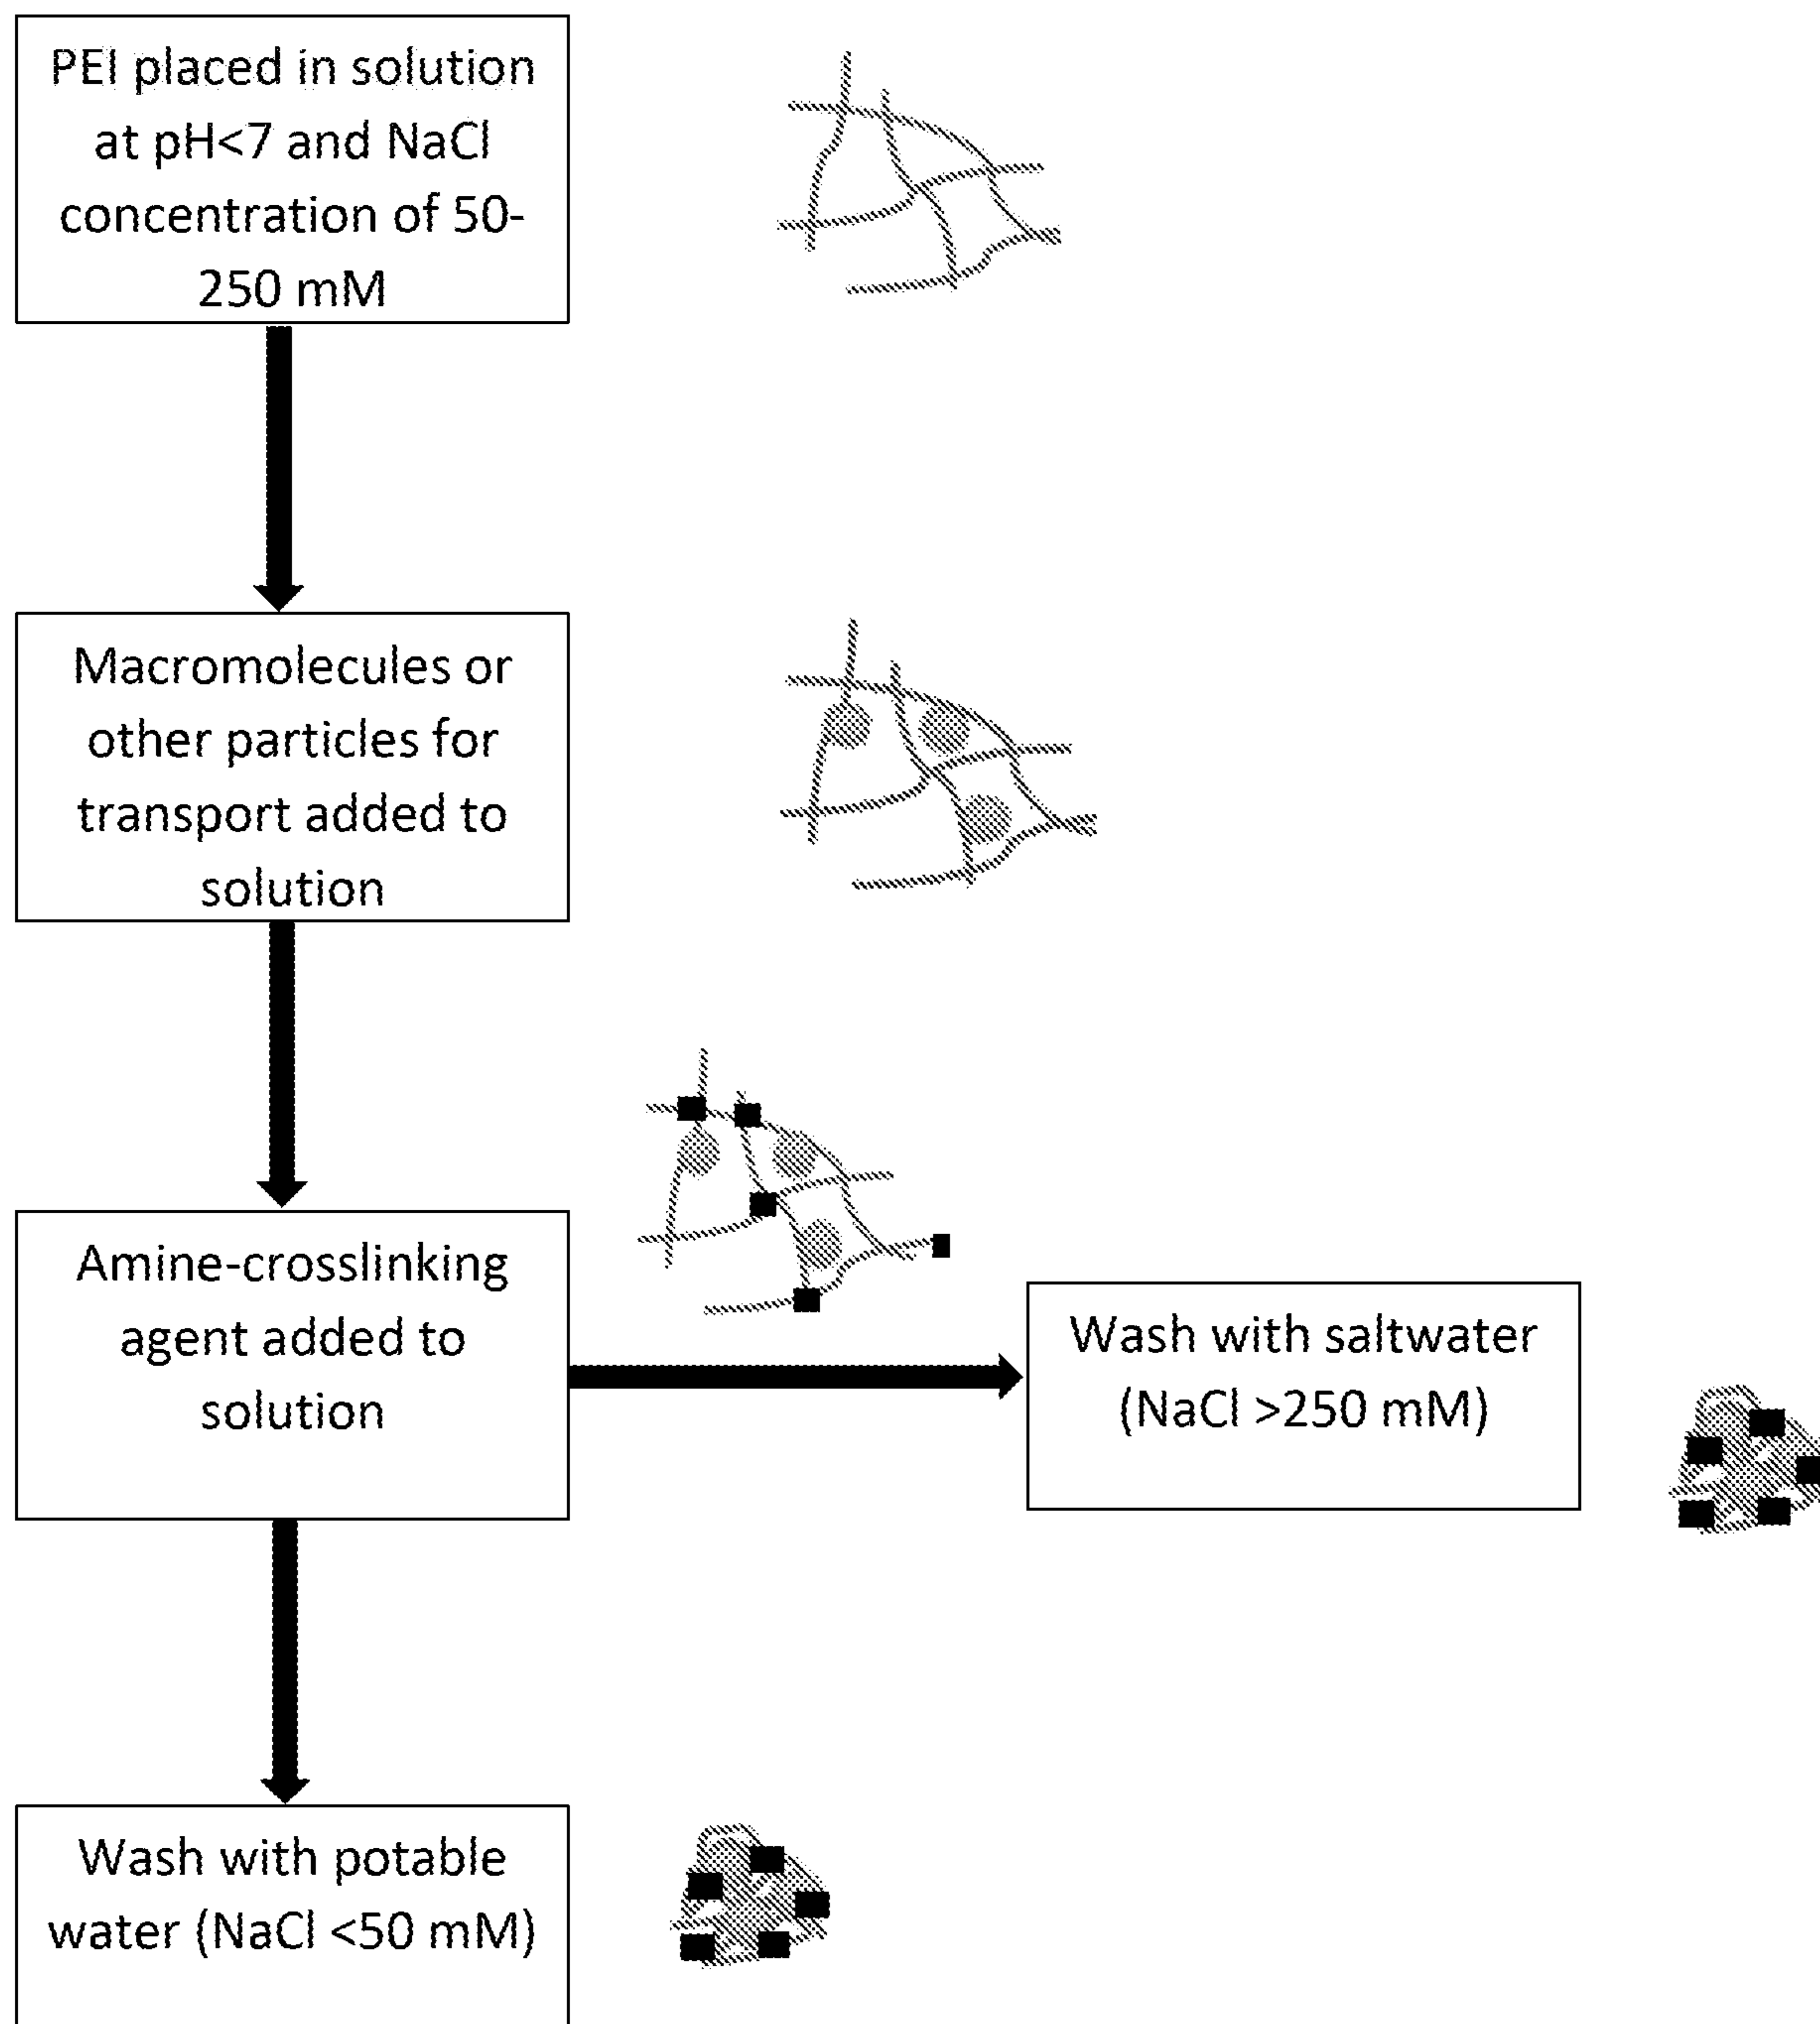 PEI placed in solution
at pH<7 and NaCl
concentration of 50-
250 mM
Macromolecules or
other particles for
transport added to
solution
Amine-crosslinking
agent added to
solution
Wash with saltwater
(NaCl >250 mM)
Wash with potable
water (NaCl <50 mM)